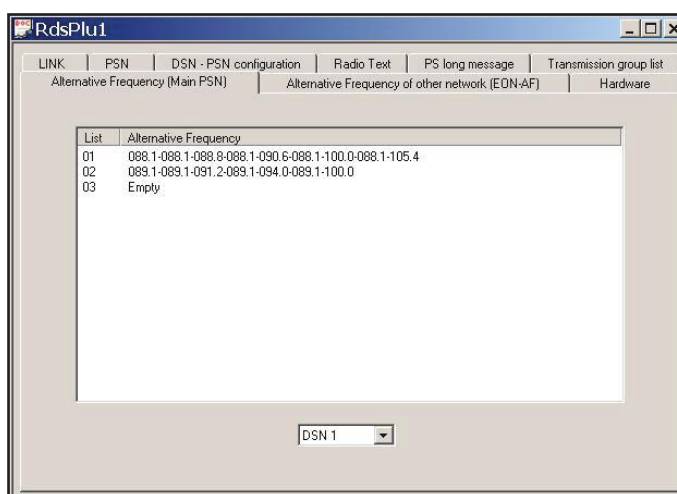 RdsPlu1
LINK PSN DSN - PSN configuration Radio Text PS long message Transmission group list
Alternative Frequency (Main PSN) Alternative Frequency of other network (EON-AF) Hardware
List Alternative Frequency
01 088.1-088.1-088.8-088.1-090.6-088.1-100.0-088.1-105.4
02 089.1-089.1-091.2-089.1-094.0-089.1-100.0
03 Empty
DSN 1